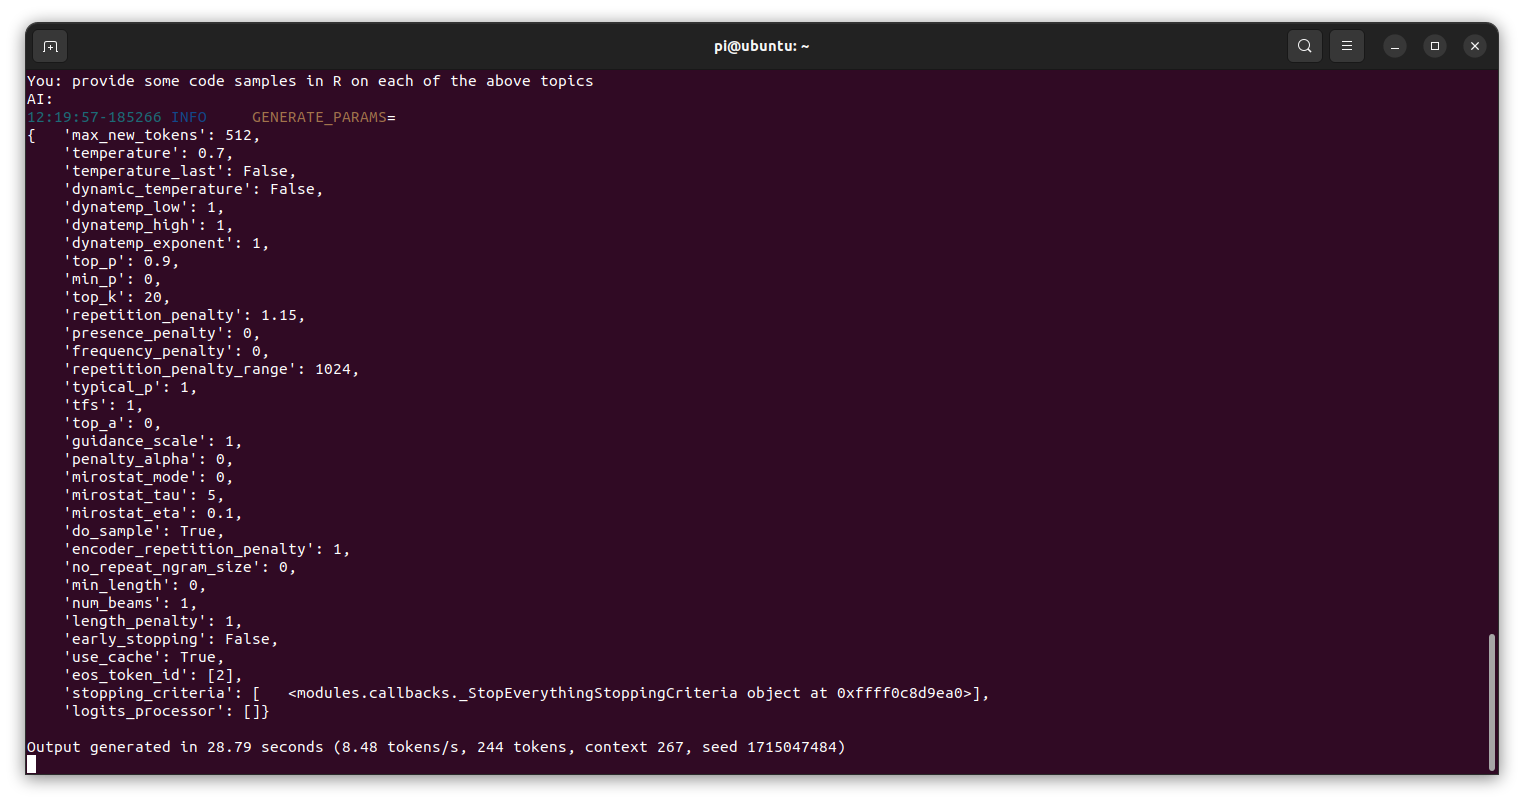 pi@ubuntu: ~
You: provide some code samples in R on each of the above topics
AI:
12:19:57-185266 INFO     GENERATE_PARAMS=
{   'max_new_tokens': 512,
    'temperature': 0.7,
    'temperature_last': False,
    'dynamic_temperature': False,
    'dynatemp_low': 1,
    'dynatemp_high': 1,
    'dynatemp_exponent': 1,
    'top_p': 0.9,
    'min_p': 0,
    'top_k': 20,
    'repetition_penalty': 1.15,
    'presence_penalty': 0,
    'frequency_penalty': 0,
    'repetition_penalty_range': 1024,
    'typical_p': 1,
    'tfs': 1,
    'top_a': 0,
    'guidance_scale': 1,
    'penalty_alpha': 0,
    'mirostat_mode': 0,
    'mirostat_tau': 5,
    'mirostat_eta': 0.1,
    'do_sample': True,
    'encoder_repetition_penalty': 1,
    'no_repeat_ngram_size': 0,
    'min_length': 0,
    'num_beams': 1,
    'length_penalty': 1,
    'early_stopping': False,
    'use_cache': True,
    'eos_token_id': [2],
    'stopping_criteria': [   <modules.callbacks._StopEverythingStoppingCriteria object at 0xffff0c8d9ea0>],
    'logits_processor': []}
Output generated in 28.79 seconds (8.48 tokens/s, 244 tokens, context 267, seed 1715047484)